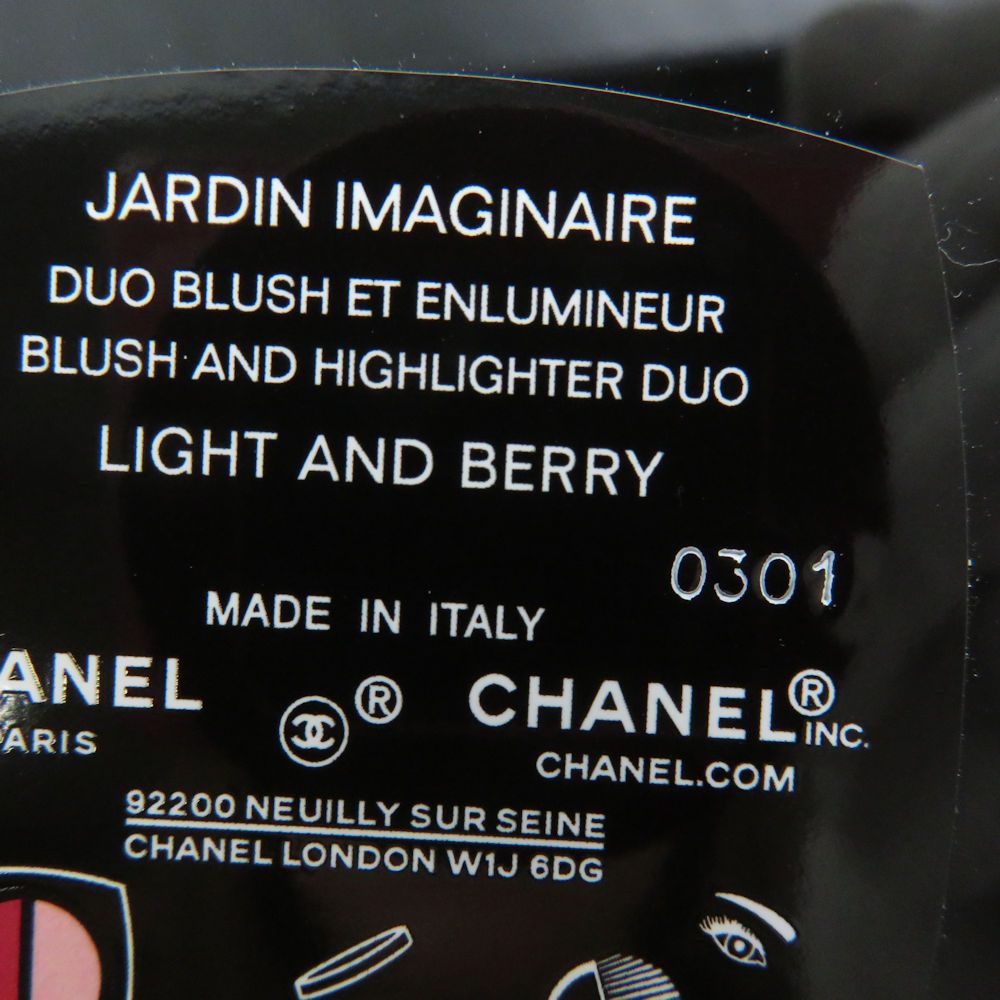 JARDIN IMAGINAIRE
DUO BLUSH ET ENLUMINEUR
BLUSH AND HIGHLIGHTER DUO
LIGHT AND BERRY
0301
MADE IN ITALY
ANEL
ARIS
®
CHANEL®
INC.
CHANEL.COM
92200 NEUILLY SUR SEINE
CHANEL LONDON W1J 6DG